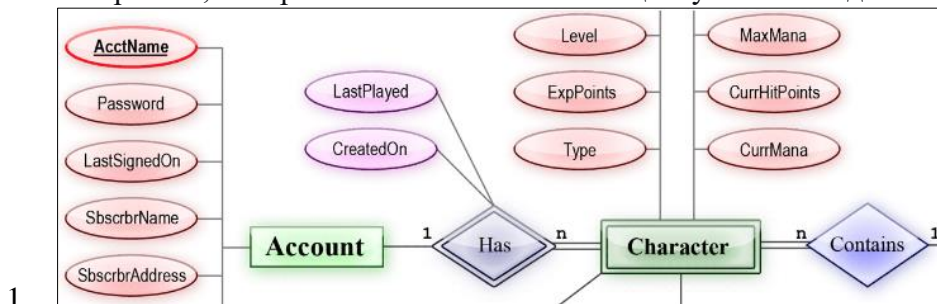 AcctName
Password
LastSignedOn
SbscrbrName
SbscrbrAddress
LastPlayed
CreatedOn
Level
ExpPoints
Type
MaxMana
CurrHitPoints
CurrMana
Account
1
Has
n
Character
n
Contains
1
1